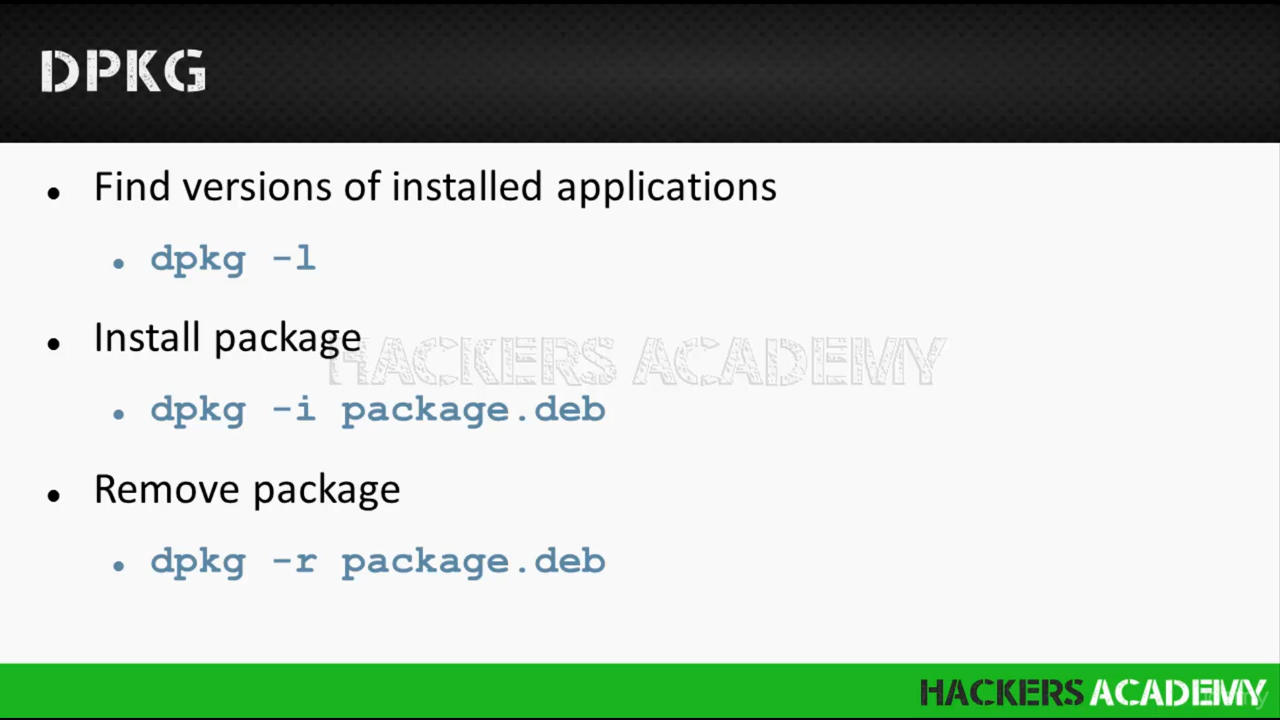 DPKG
• Find versions of installed applications
• dpkg -l
• Install package
HACKERS ACADEMY
• dpkg -i package.deb
• Remove package
• dpkg -r package.deb
HACKERS ACADEMY